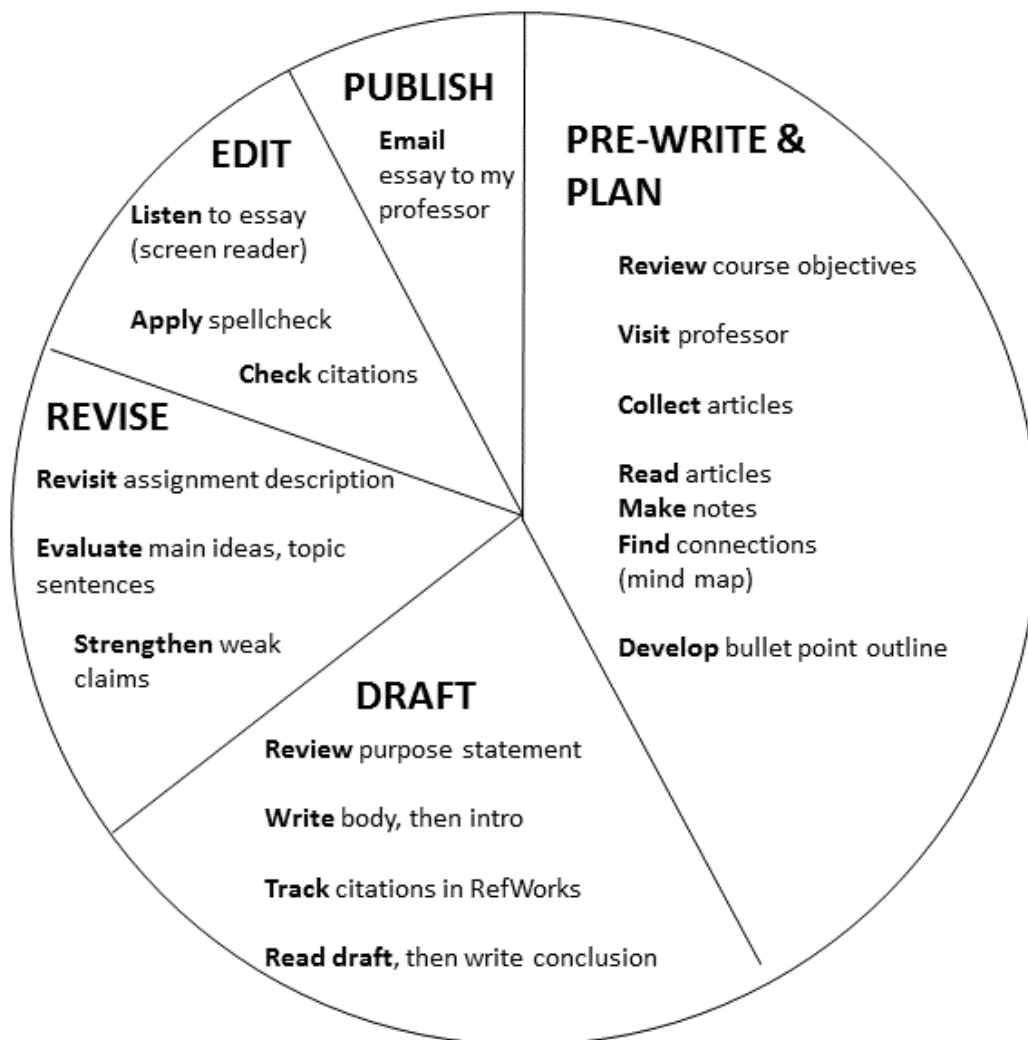 PRE-WRITE &
PLAN
Review course objectives
Visit professor
Collect articles
Read articles
Make notes
Find connections
(mind map)
Develop bullet point outline
DRAFT
Review purpose statement
Write body, then intro
Track citations in RefWorks
Read draft, then write conclusion
REVISE
Revisit assignment description
Evaluate main ideas, topic
sentences
Strengthen weak
claims
EDIT
Listen to essay
(screen reader)
Apply spellcheck
Check citations
PUBLISH
Email
essay to my
professor